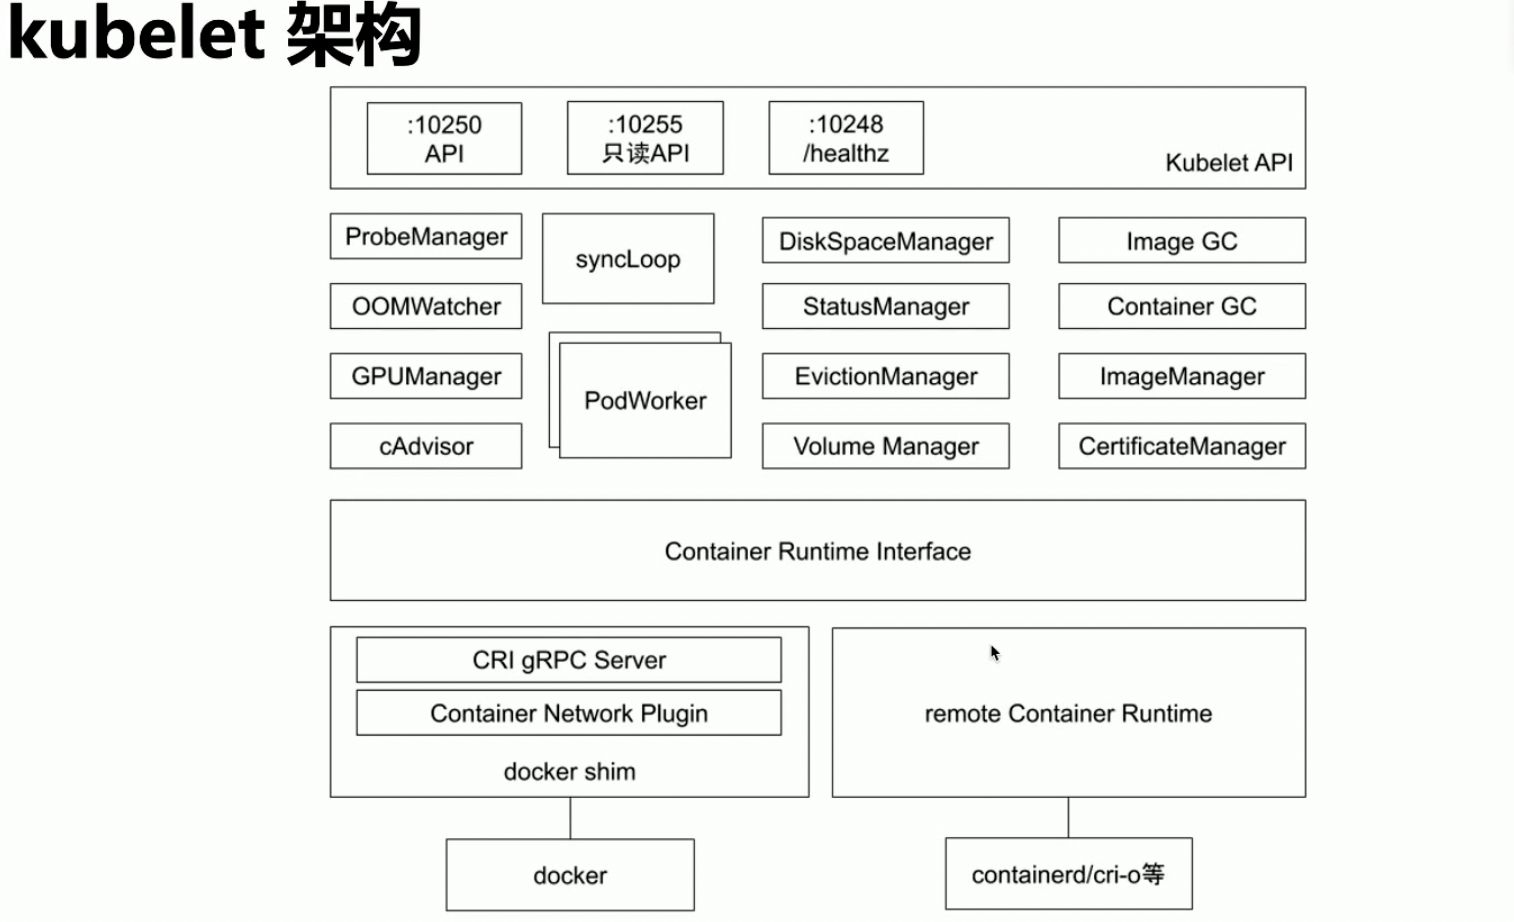 kubelet 架构
:10250
API
:10255
只读API
:10248
/healthz
Kubelet API
ProbeManager
syncLoop
DiskSpaceManager
Image GC
OOMWatcher
StatusManager
Container GC
GPUManager
PodWorker
EvictionManager
ImageManager
cAdvisor
Volume Manager
CertificateManager
Container Runtime Interface
CRI gRPC Server
Container Network Plugin
docker shim
remote Container Runtime
docker
containerd/cri-o等